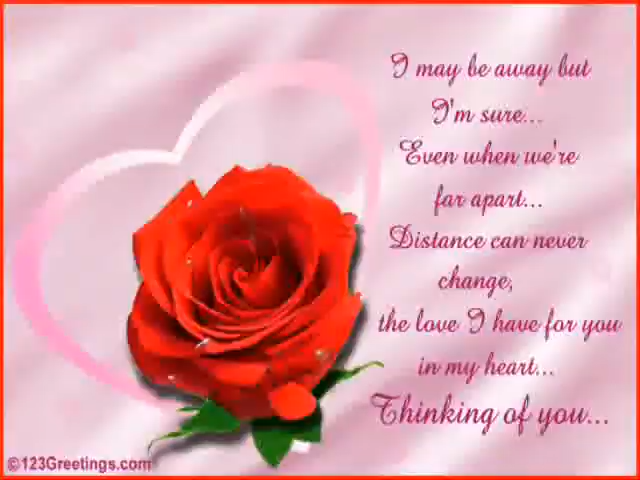 I may be away but
I'm sure...
Even when we're
far apart...
Distance can never
change,
the love I have for you
in my heart...
Thinking of you...
©123Greetings.com